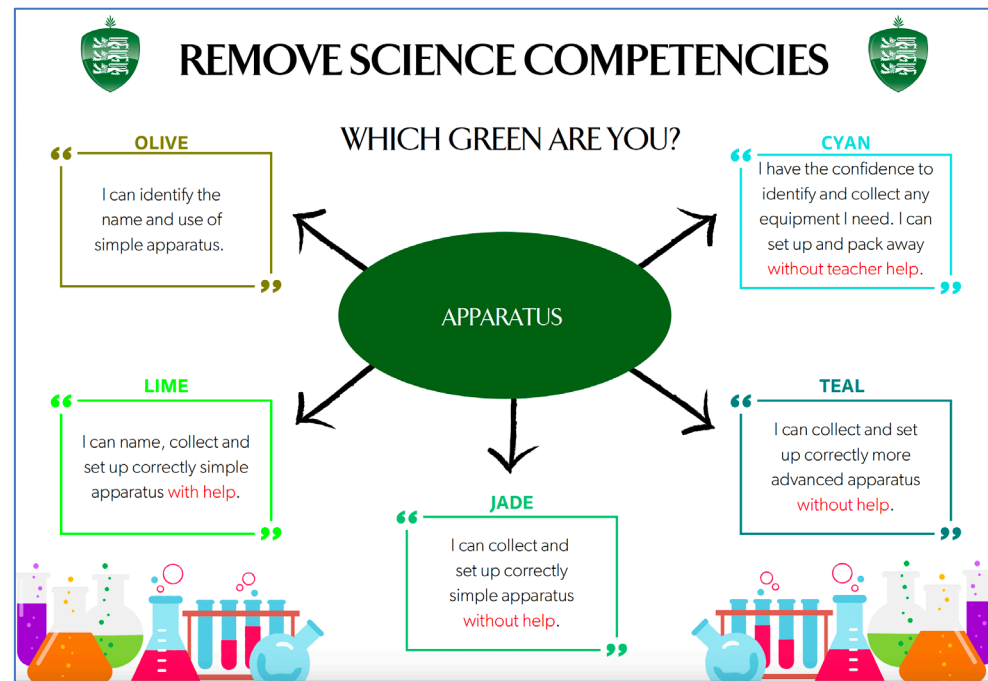 REMOVE SCIENCE COMPETENCIES
WHICH GREEN ARE YOU?
OLIVE
I can identify the
name and use of
simple apparatus.
CYAN
I have the confidence to
identify and collect any
equipment I need. I can
set up and pack away
without teacher help.
APPARATUS
LIME
I can name, collect and
set up correctly simple
apparatus with help.
TEAL
I can collect and set
up correctly more
advanced apparatus
without help.
JADE
I can collect and
set up correctly
simple apparatus
without help.